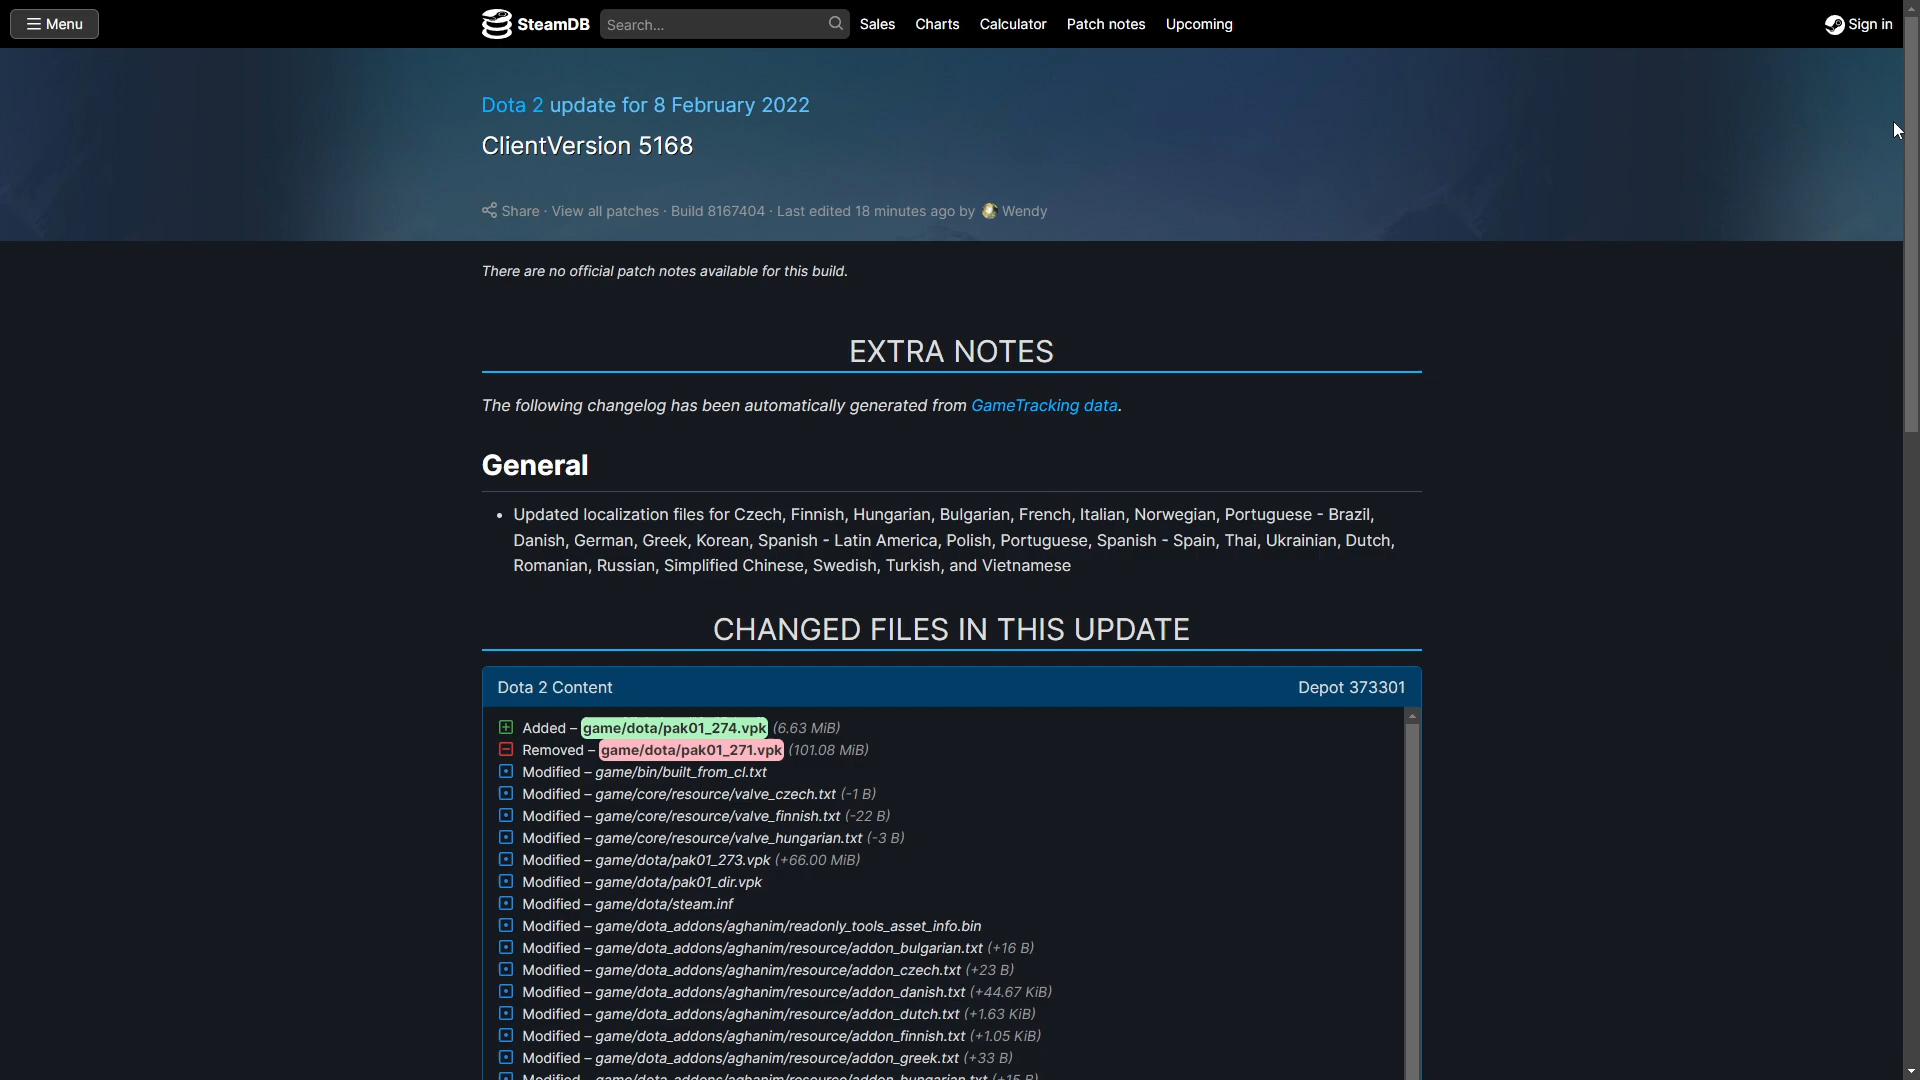 Menu
SteamDB
Search...
Sales
Charts
Calculator
Patch notes
Upcoming
Sign in
Dota 2 update for 8 February 2022
ClientVersion 5168
Share · View all patches · Build 8167404 · Last edited 18 minutes ago by Wendy
There are no official patch notes available for this build.
EXTRA NOTES
The following changelog has been automatically generated from GameTracking data.
General
• Updated localization files for Czech, Finnish, Hungarian, Bulgarian, French, Italian, Norwegian, Portuguese - Brazil,
Danish, German, Greek, Korean, Spanish - Latin America, Polish, Portuguese, Spanish - Spain, Thai, Ukrainian, Dutch,
Romanian, Russian, Simplified Chinese, Swedish, Turkish, and Vietnamese
CHANGED FILES IN THIS UPDATE
Dota 2 Content
Depot 373301
Added – game/dota/pak01_274.vpk (6.63 MiB)
Removed – game/dota/pak01_271.vpk (101.08 MiB)
Modified – game/bin/built_from_cl.txt
Modified – game/core/resource/valve_czech.txt (-1 B)
Modified – game/core/resource/valve_finnish.txt (-22 B)
Modified – game/core/resource/valve_hungarian.txt (-3 B)
Modified – game/dota/pak01_273.vpk (+66.00 MiB)
Modified – game/dota/pak01_dir.vpk
Modified – game/dota/steam.inf
Modified – game/dota_addons/aghanim/readonly_tools_asset_info.bin
Modified – game/dota_addons/aghanim/resource/addon_bulgarian.txt (+16 B)
Modified – game/dota_addons/aghanim/resource/addon_czech.txt (+23 B)
Modified – game/dota_addons/aghanim/resource/addon_danish.txt (+44.67 KiB)
Modified – game/dota_addons/aghanim/resource/addon_dutch.txt (+1.63 KiB)
Modified – game/dota_addons/aghanim/resource/addon_finnish.txt (+1.05 KiB)
Modified – game/dota_addons/aghanim/resource/addon_greek.txt (+33 B)
Modified – game/dota_addons/aghanim/resource/addon_hungarian.txt (+15 B)